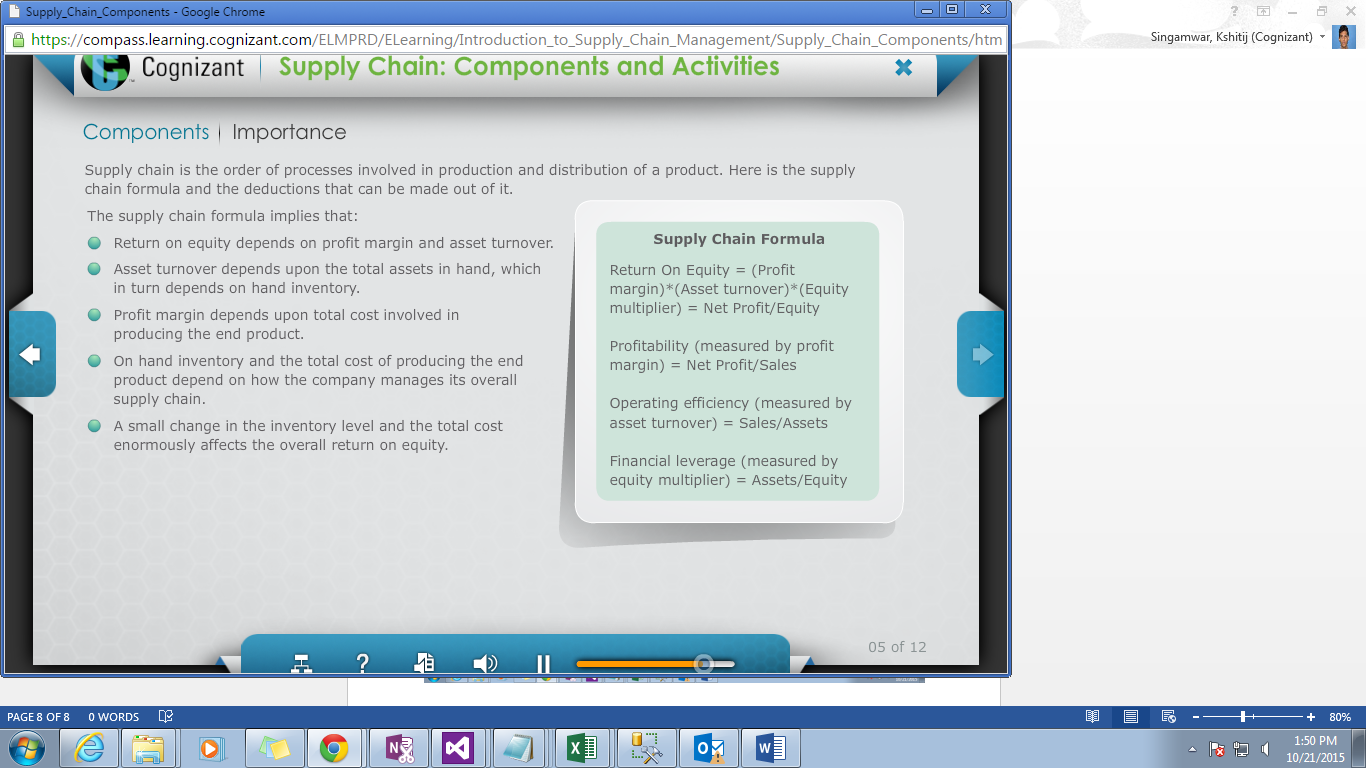 Supply_Chain_Components - Google Chrome
https://compass.learning.cognizant.com/ELMPRD/ELearning/Introduction_to_Supply_Chain_Management/Supply_Chain_Components/htm
Singamwar, Kshitij (Cognizant)
Cognizant
Supply Chain: Components and Activities
Components | Importance
Supply chain is the order of processes involved in production and distribution of a product. Here is the supply
chain formula and the deductions that can be made out of it.
The supply chain formula implies that:
Return on equity depends on profit margin and asset turnover.
Asset turnover depends upon the total assets in hand, which
in turn depends on hand inventory.
Profit margin depends upon total cost involved in
producing the end product.
On hand inventory and the total cost of producing the end
product depend on how the company manages its overall
supply chain.
A small change in the inventory level and the total cost
enormously affects the overall return on equity.
Supply Chain Formula
Return On Equity = (Profit
margin)*(Asset turnover)*(Equity
multiplier) = Net Profit/Equity
Profitability (measured by profit
margin) = Net Profit/Sales
Operating efficiency (measured by
asset turnover) = Sales/Assets
Financial leverage (measured by
equity multiplier) = Assets/Equity
05 of 12
PAGE 8 OF 8
0 WORDS
80%
1:50 PM
10/21/2015